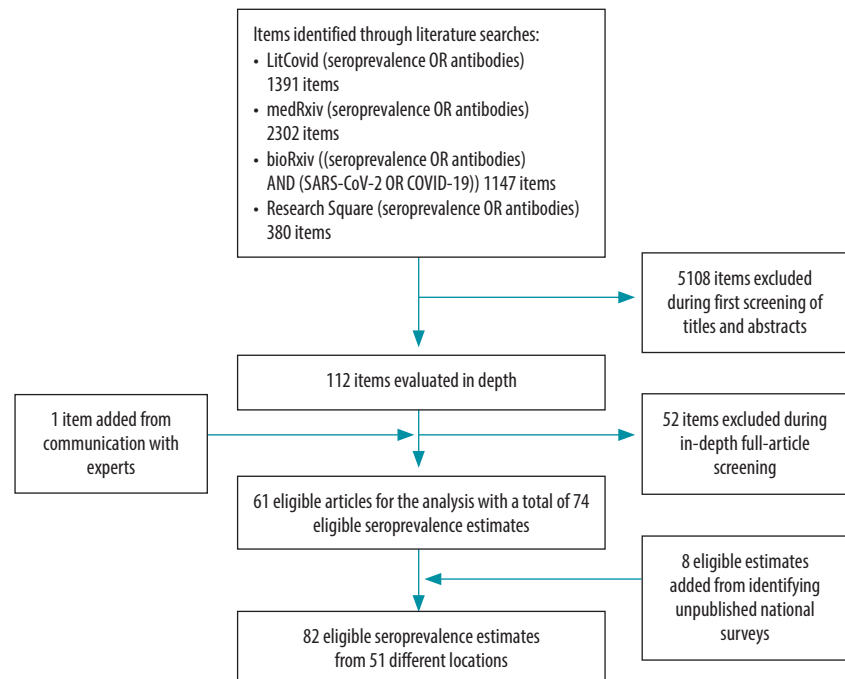 Items identified through literature searches:
• LitCovid (seroprevalence OR antibodies)
1391 items
• medRxiv (seroprevalence OR antibodies)
2302 items
• bioRxiv ((seroprevalence OR antibodies)
AND (SARS-CoV-2 OR COVID-19)) 1147 items
• Research Square (seroprevalence OR antibodies)
380 items
5108 items excluded
during first screening of
titles and abstracts
112 items evaluated in depth
1 item added from
communication with
experts
52 items excluded during
in-depth full-article
screening
61 eligible articles for the analysis with a total of 74
eligible seroprevalence estimates
8 eligible estimates
added from identifying
unpublished national
surveys
82 eligible seroprevalence estimates
from 51 different locations